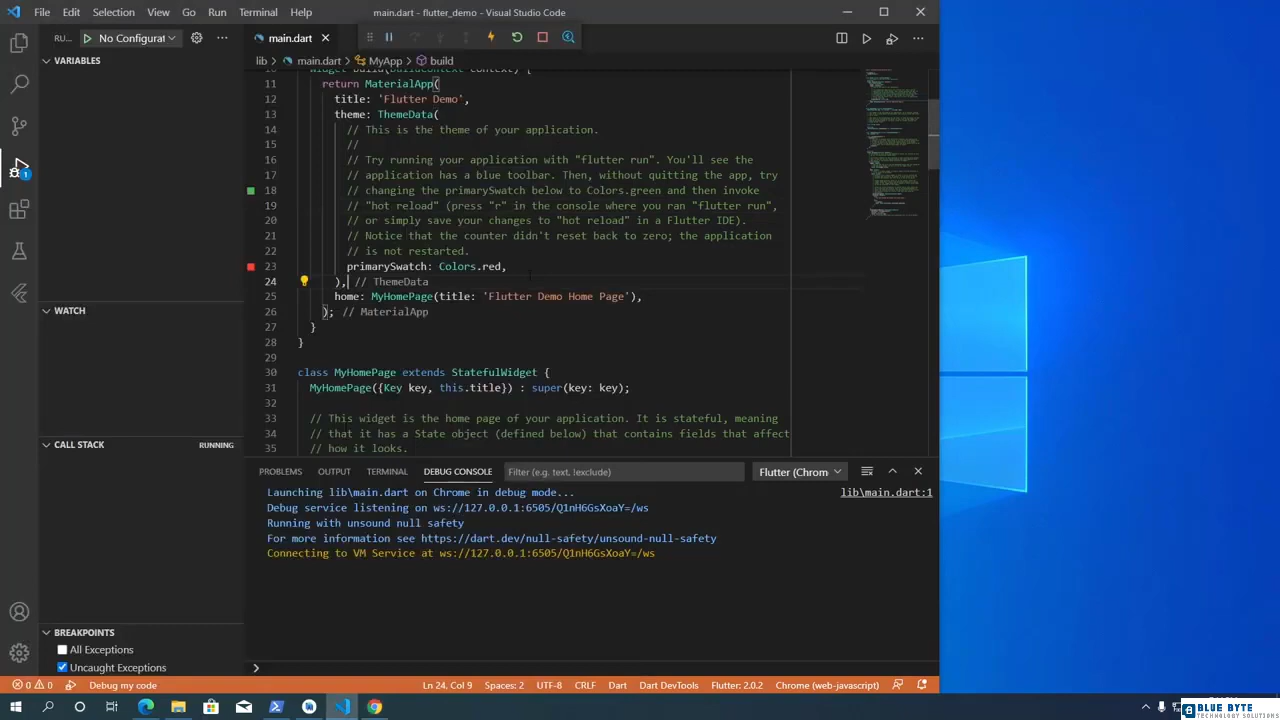 File Edit Selection View Go Run Terminal Help
main.dart - flutter_demo - Visual Studio Code
RU... No Configurat
main.dart
VARIABLES
lib > main.dart > MyApp > build
Widget build(BuildContext context) {
11 return MaterialApp(
12 title: 'Flutter Demo',
13 theme: ThemeData(
14 // This is the theme of your application.
15 //
16 // Try running your application with "flutter run". You'll see the
17 // application has a blue toolbar. Then, without quitting the app, try
18 // changing the primarySwatch below to Colors.green and then invoke
19 // "hot reload" (press "r" in the console where you ran "flutter run",
20 // or simply save your changes to "hot reload" in a Flutter IDE).
21 // Notice that the counter didn't reset back to zero; the application
22 // is not restarted.
23 primarySwatch: Colors.red,
24 ), // ThemeData
25 home: MyHomePage(title: 'Flutter Demo Home Page'),
26 ); // MaterialApp
27 }
28 }
29
30 class MyHomePage extends StatefulWidget {
31 MyHomePage({Key key, this.title}) : super(key: key);
32
33 // This widget is the home page of your application. It is stateful, meaning
34 // that it has a State object (defined below) that contains fields that affect
35 // how it looks.
WATCH
CALL STACK RUNNING
BREAKPOINTS
All Exceptions
Uncaught Exceptions
1
PROBLEMS OUTPUT TERMINAL DEBUG CONSOLE Filter (e.g. text, !exclude) Flutter (Chrom
Launching lib\main.dart on Chrome in debug mode... lib\main.dart:1
Debug service listening on ws://127.0.0.1:6505/Q1nH6GsXoaY=/ws
Running with unsound null safety
For more information see https://dart.dev/null-safety/unsound-null-safety
Connecting to VM Service at ws://127.0.0.1:6505/Q1nH6GsXoaY=/ws
0 0 Debug my code Ln 24, Col 9 Spaces: 2 UTF-8 CRLF Dart Dart DevTools Flutter: 2.0.2 Chrome (web-javascript)
BLUE BYTE
TECHNOLOGY SOLUTIONS